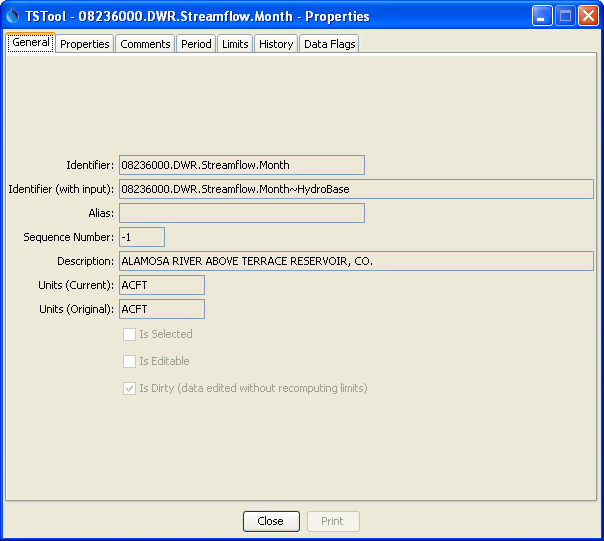 TSTool - 08236000.DWR.Streamflow.Month - Properties
General Properties Comments Period Limits History Data Flags
Identifier: 08236000.DWR.Streamflow.Month
Identifier (with input): 08236000.DWR.Streamflow.Month~HydroBase
Alias:
Sequence Number: -1
Description: ALAMOSA RIVER ABOVE TERRACE RESERVOIR, CO.
Units (Current): ACFT
Units (Original): ACFT
Is Selected
Is Editable
Is Dirty (data edited without recomputing limits)
Close Print